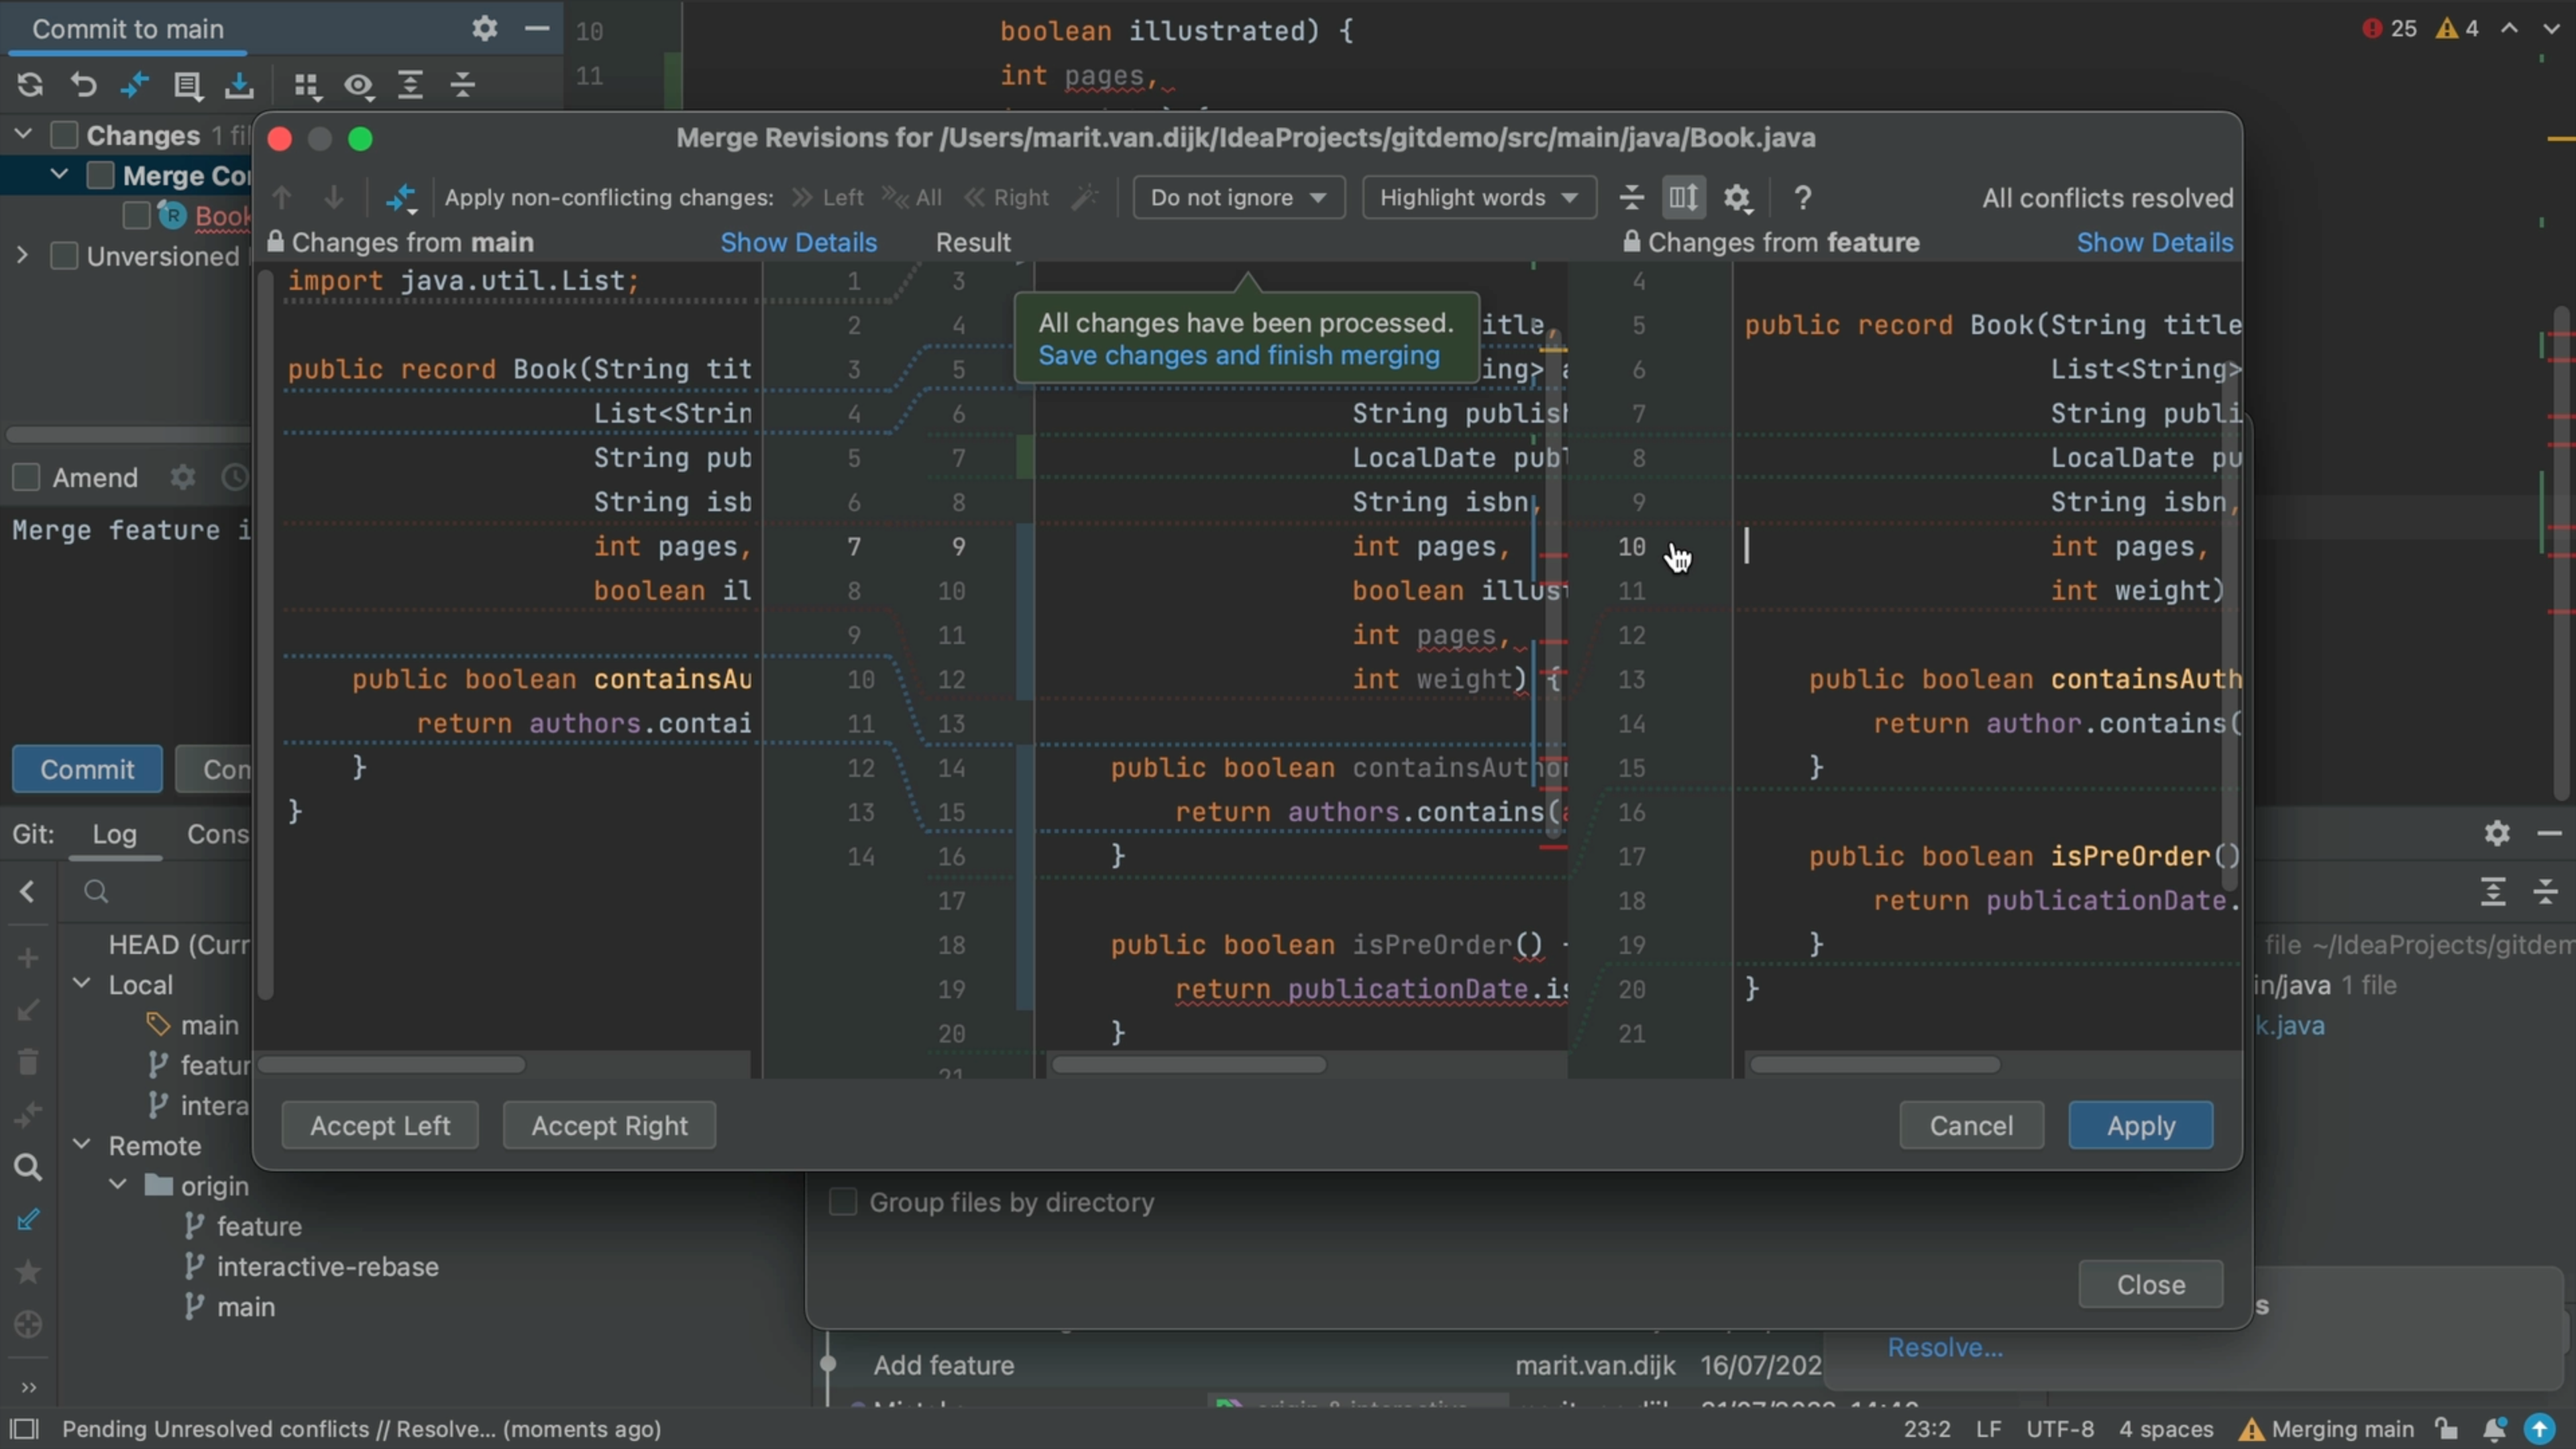 Commit to main
10 boolean illustrated) {
11 int pages,
25 4
Changes 1 fil
Merge Co
Book
Unversioned
Amend
Merge feature i
Commit
Merge Revisions for /Users/marit.van.dijk/IdeaProjects/gitdemo/src/main/java/Book.java
Apply non-conflicting changes: Left All Right Do not ignore Highlight words ? All conflicts resolved
Changes from main Show Details Result Changes from feature Show Details
import java.util.List; 1
2
public record Book(String tit 3
List<Strin 4
String pub 5
String isb 6
int pages, 7
boolean il 8
9
public boolean containsAu 10
return authors.contai 11
} 12
} 13
14
All changes have been processed.
Save changes and finish merging
3
4 itle,
5 ing> a
6 String publish
7 LocalDate publ
8 String isbn,
9 int pages,
10 boolean illust
11 int pages,
12 int weight) {
13
14 public boolean containsAuthor
15 return authors.contains(a
16 }
17
18 public boolean isPreOrder()
19 return publicationDate.is
20 }
21
4
5 public record Book(String title
6 List<String>
7 String publi
8 LocalDate pu
9 String isbn,
10 int pages,
11 int weight)
12
13 public boolean containsAuth
14 return author.contains(
15 }
16
17 public boolean isPreOrder()
18 return publicationDate.
19 }
20 }
21
Accept Left Accept Right Cancel Apply
Git: Log Cons
HEAD (Curr
Local
main
featur
intera
Remote
origin
feature
interactive-rebase
main
file ~/IdeaProjects/gitdem
in/java 1 file
k.java
Group files by directory
Close
s
Resolve...
Add feature marit.van.dijk 16/07/202
Pending Unresolved conflicts // Resolve... (moments ago) 23:2 LF UTF-8 4 spaces Merging main